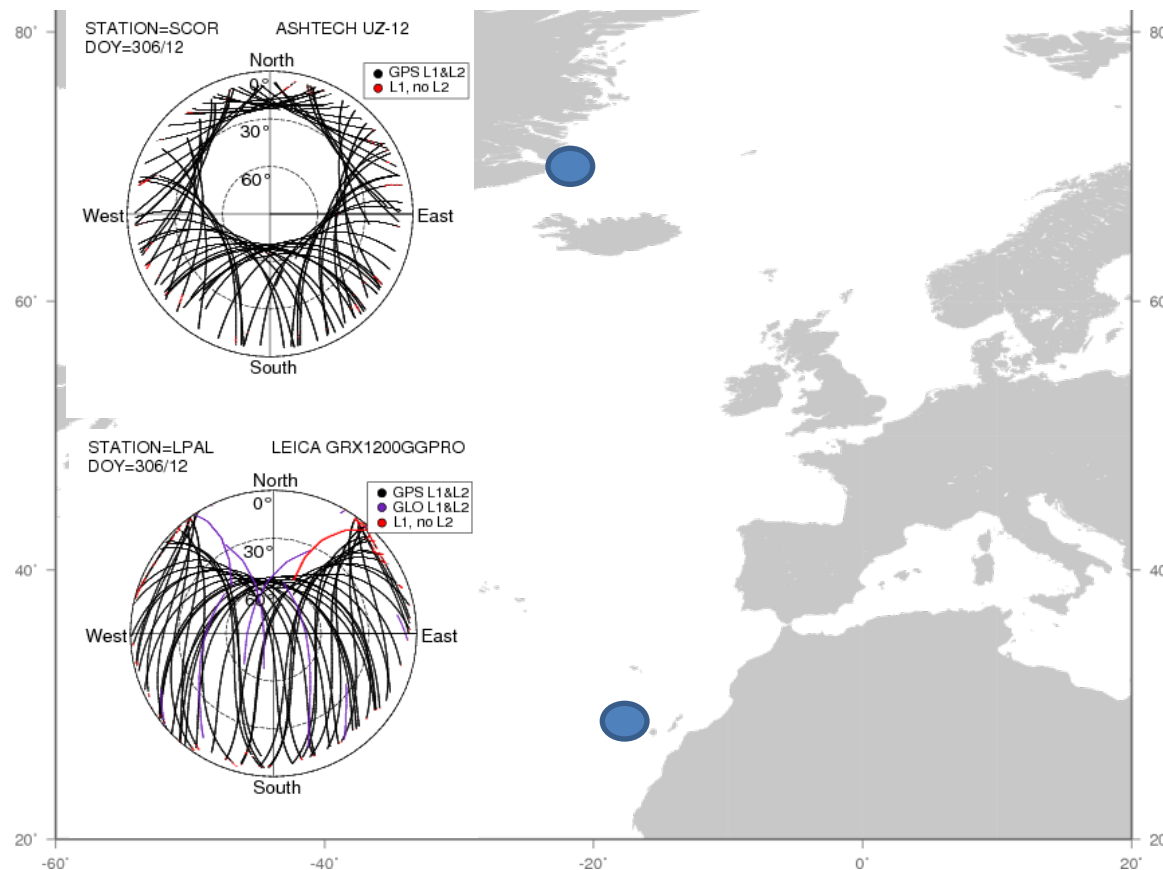 80°
80
STATION=SCOR ASHTECH UZ-12
DOY=306/12
North
GPS L1&L2
L1, no L2
0°
30°
60°
West East
South
60°
60
STATION=LPAL LEICA GRX1200GGPRO
DOY=306/12
North
GPS L1&L2
GLO L1&L2
L1, no L2
0°
30°
60°
West East
South
40°
40
20°
20
-60° -40° -20° 0° 20°